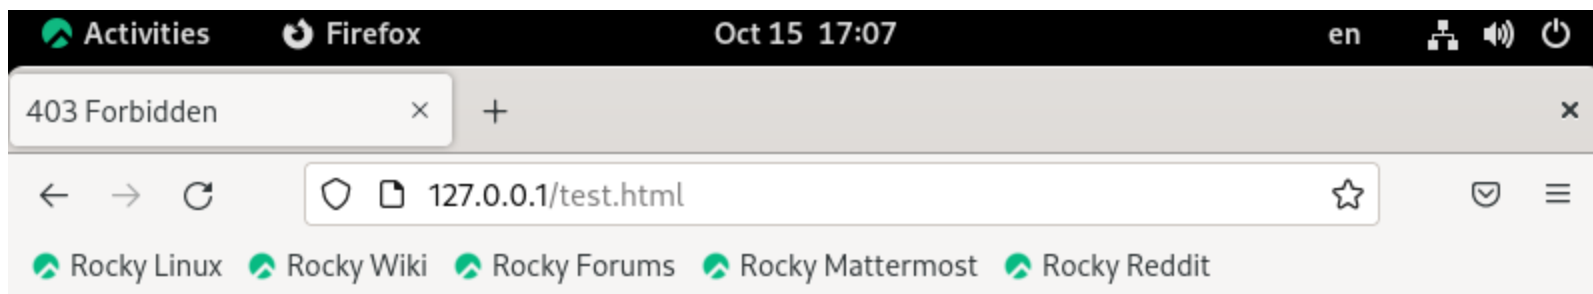 Activities Firefox Oct 15 17:07 en
403 Forbidden
127.0.0.1/test.html
Rocky Linux Rocky Wiki Rocky Forums Rocky Mattermost Rocky Reddit